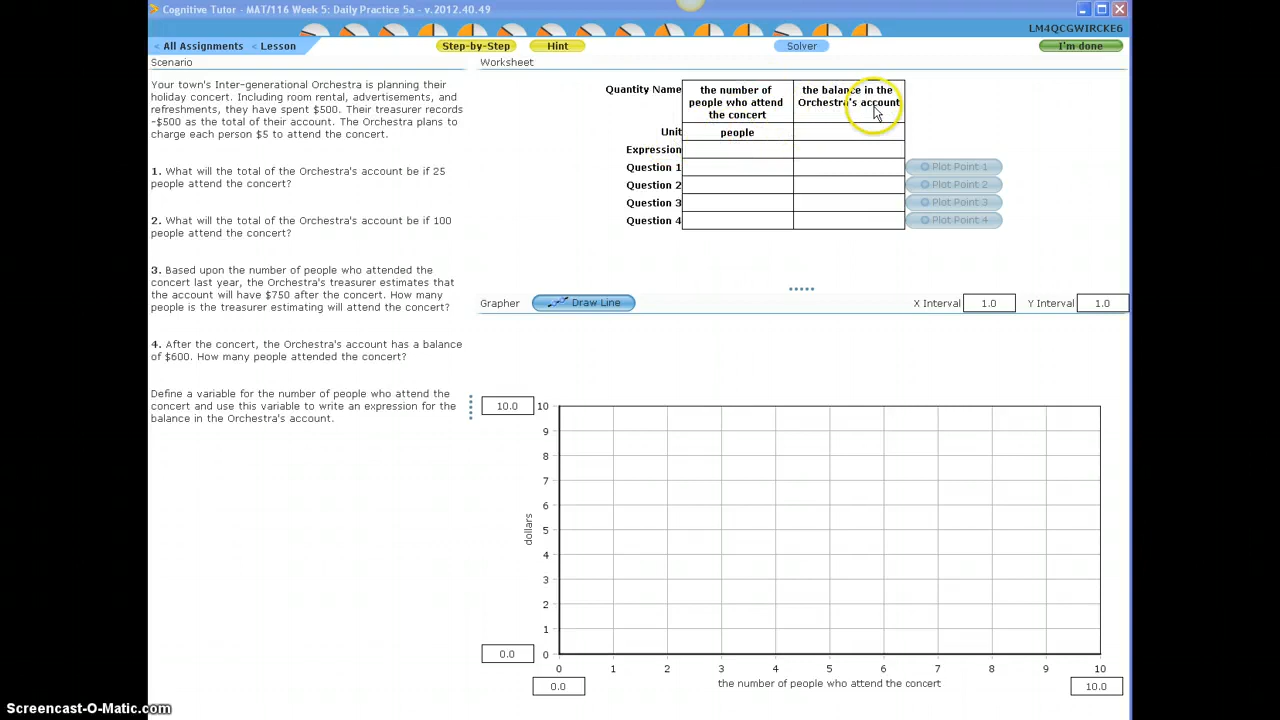 Cognitive Tutor - MAT/116 Week 5: Daily Practice 5a - v.2012.40.49
LM4QCGWIRCKE6
< All Assignments < Lesson
Step-by-Step
Hint
Solver
I'm done
Scenario
Your town's Inter-generational Orchestra is planning their
holiday concert. Including room rental, advertisements, and
refreshments, they have spent $500. Their treasurer records
-$500 as the total of their account. The Orchestra plans to
charge each person $5 to attend the concert.
1. What will the total of the Orchestra's account be if 25
people attend the concert?
2. What will the total of the Orchestra's account be if 100
people attend the concert?
3. Based upon the number of people who attended the
concert last year, the Orchestra's treasurer estimates that
the account will have $750 after the concert. How many
people is the treasurer estimating will attend the concert?
4. After the concert, the Orchestra's account has a balance
of $600. How many people attended the concert?
Define a variable for the number of people who attend the
concert and use this variable to write an expression for the
balance in the Orchestra's account.
Worksheet
Quantity Name
the number of
people who attend
the concert
the balance in the
Orchestra's account
Unit
people
Expression
Question 1
Plot Point 1
Question 2
Plot Point 2
Question 3
Plot Point 3
Question 4
Plot Point 4
Grapher
Draw Line
X Interval
1.0
Y Interval
1.0
10.0
10
9
8
7
6
5
4
3
2
1
0
dollars
0.0
0 1 2 3 4 5 6 7 8 9 10
0.0
the number of people who attend the concert
10.0
Screencast-O-Matic.com